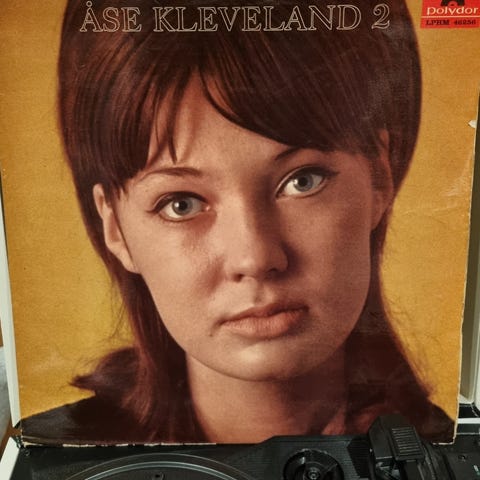 ÅSE KLEVELAND 2
polydor
LPHM 46256